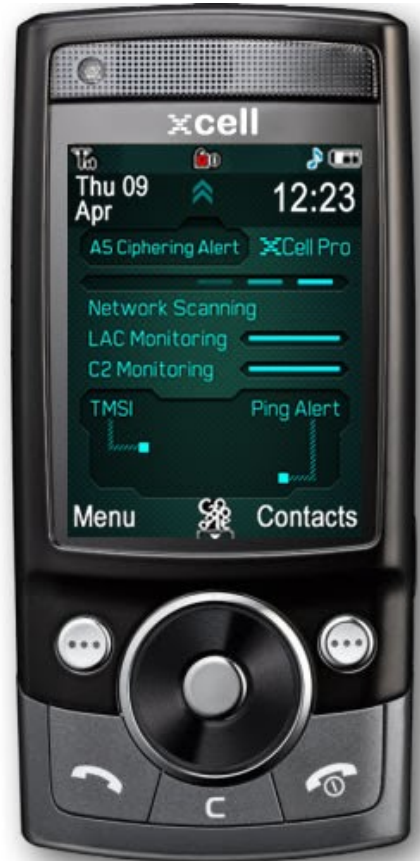 xcell
Thu 09
Apr
12:23
A5 Ciphering Alert
XCell Pro
Network Scanning
LAC Monitoring
C2 Monitoring
TMSI
Ping Alert
Menu
Contacts
C